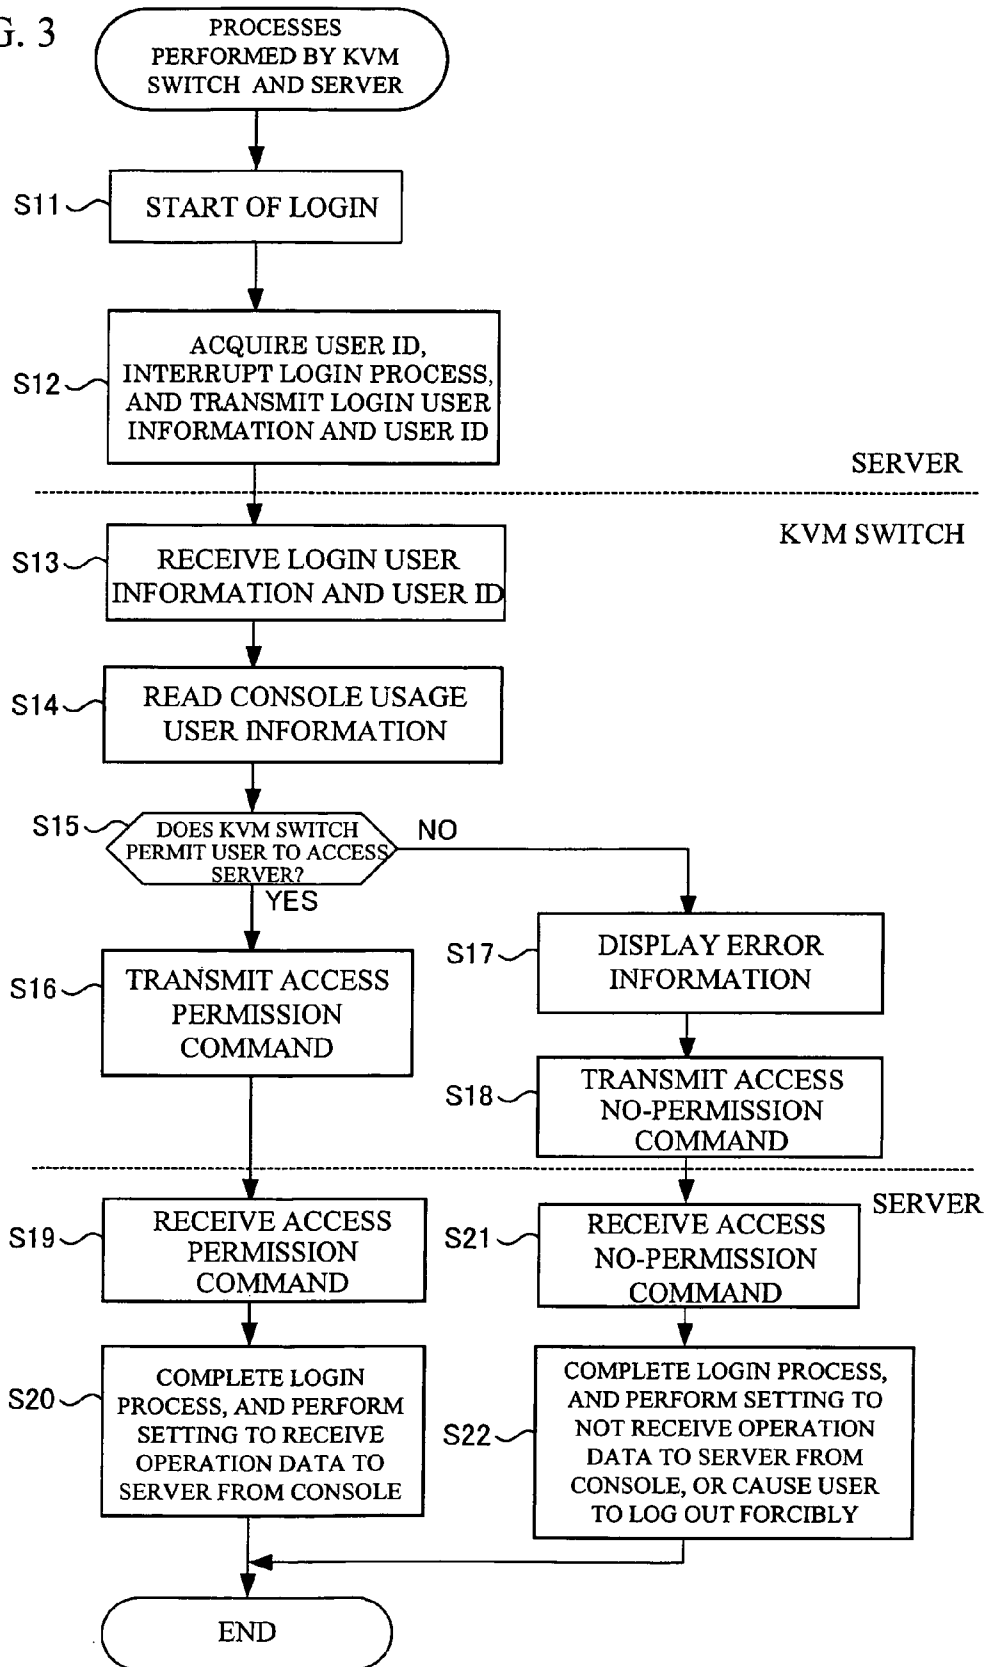 G. 3
PROCESSES
PERFORMED BY KVM
SWITCH AND SERVER
S11
START OF LOGIN
S12
ACQUIRE USER ID,
INTERRUPT LOGIN PROCESS,
AND TRANSMIT LOGIN USER
INFORMATION AND USER ID
SERVER
KVM SWITCH
S13
RECEIVE LOGIN USER
INFORMATION AND USER ID
S14
READ CONSOLE USAGE
USER INFORMATION
S15
DOES KVM SWITCH
PERMIT USER TO ACCESS
SERVER?
NO
YES
S16
TRANSMIT ACCESS
PERMISSION
COMMAND
S17
DISPLAY ERROR
INFORMATION
S18
TRANSMIT ACCESS
NO-PERMISSION
COMMAND
SERVER
S19
RECEIVE ACCESS
PERMISSION
COMMAND
S21
RECEIVE ACCESS
NO-PERMISSION
COMMAND
S20
COMPLETE LOGIN
PROCESS, AND PERFORM
SETTING TO RECEIVE
OPERATION DATA TO
SERVER FROM CONSOLE
S22
COMPLETE LOGIN PROCESS,
AND PERFORM SETTING TO
NOT RECEIVE OPERATION
DATA TO SERVER FROM
CONSOLE, OR CAUSE USER
TO LOG OUT FORCIBLY
END